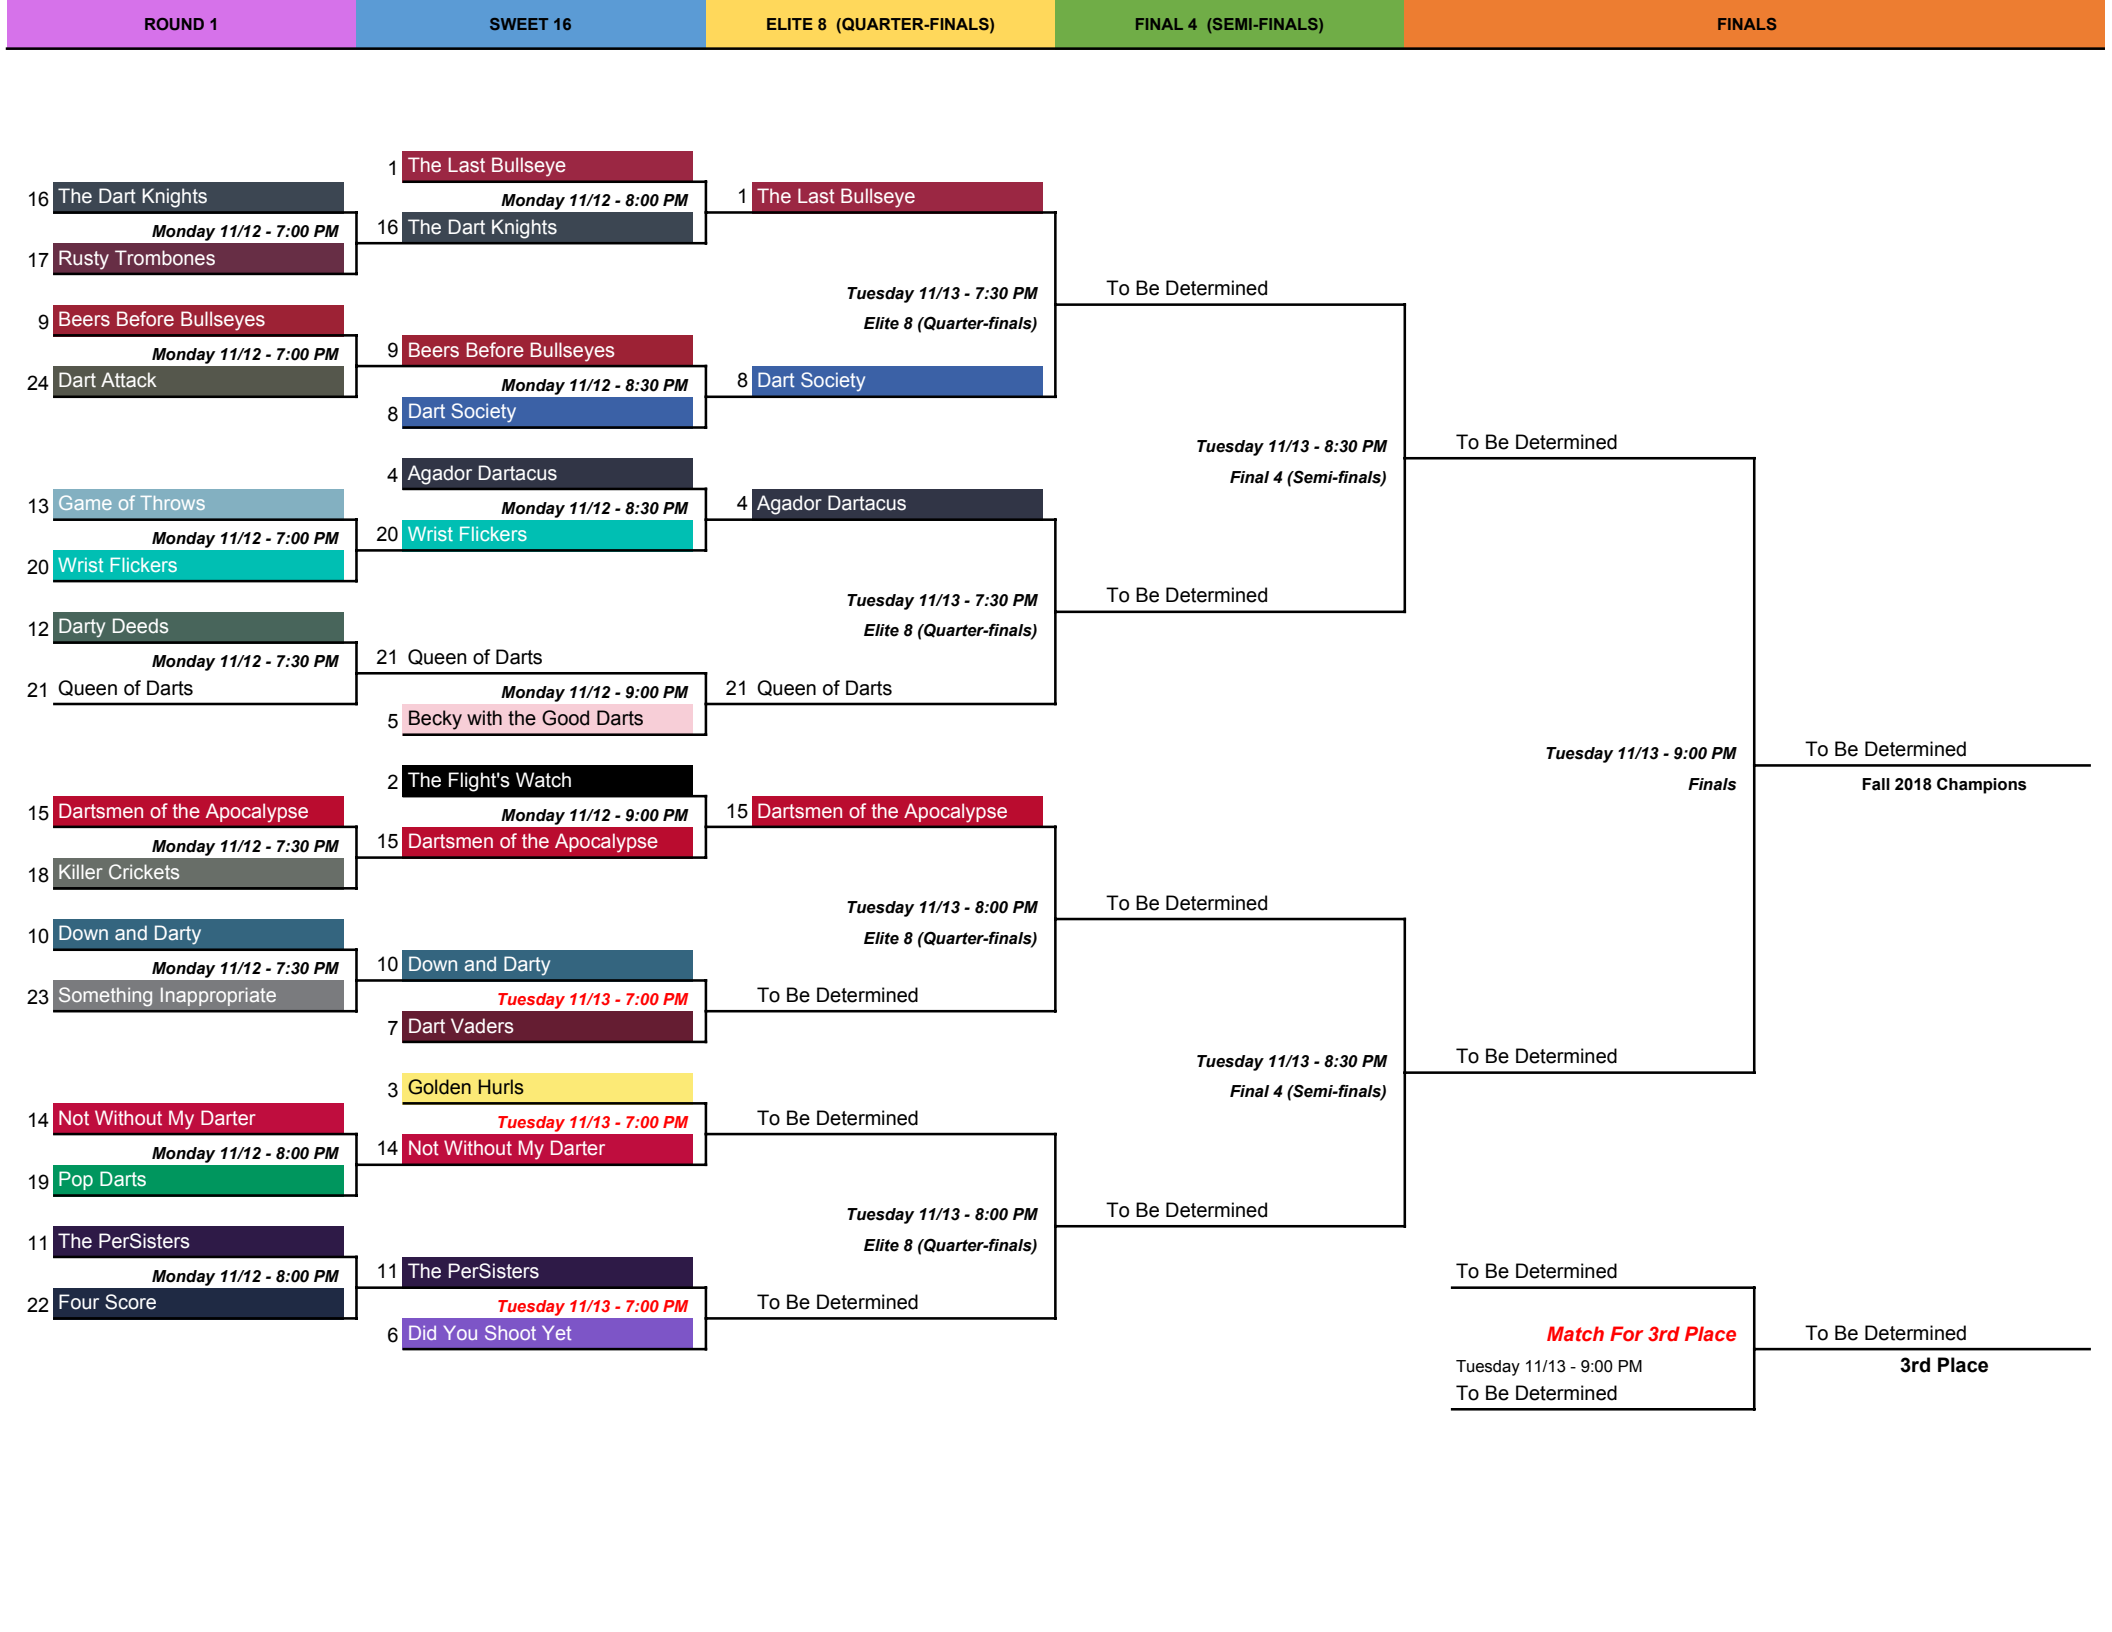 ROUND 1
SWEET 16
ELITE 8 (QUARTER-FINALS)
FINAL 4 (SEMI-FINALS)
FINALS
16 The Dart Knights
Monday 11/12 - 7:00 PM
17 Rusty Trombones
9 Beers Before Bullseyes
Monday 11/12 - 7:00 PM
24 Dart Attack
13 Game of Throws
Monday 11/12 - 7:00 PM
20 Wrist Flickers
12 Darty Deeds
Monday 11/12 - 7:30 PM
21 Queen of Darts
15 Dartsmen of the Apocalypse
Monday 11/12 - 7:30 PM
18 Killer Crickets
10 Down and Darty
Monday 11/12 - 7:30 PM
23 Something Inappropriate
14 Not Without My Darter
Monday 11/12 - 8:00 PM
19 Pop Darts
11 The PerSisters
Monday 11/12 - 8:00 PM
22 Four Score
1 The Last Bullseye
Monday 11/12 - 8:00 PM
16 The Dart Knights
9 Beers Before Bullseyes
Monday 11/12 - 8:30 PM
8 Dart Society
4 Agador Dartacus
Monday 11/12 - 8:30 PM
20 Wrist Flickers
21 Queen of Darts
Monday 11/12 - 9:00 PM
5 Becky with the Good Darts
2 The Flight's Watch
Monday 11/12 - 9:00 PM
15 Dartsmen of the Apocalypse
10 Down and Darty
Tuesday 11/13 - 7:00 PM
7 Dart Vaders
3 Golden Hurls
Tuesday 11/13 - 7:00 PM
14 Not Without My Darter
11 The PerSisters
Tuesday 11/13 - 7:00 PM
6 Did You Shoot Yet
1 The Last Bullseye
Tuesday 11/13 - 7:30 PM
Elite 8 (Quarter-finals)
8 Dart Society
4 Agador Dartacus
Tuesday 11/13 - 7:30 PM
Elite 8 (Quarter-finals)
21 Queen of Darts
15 Dartsmen of the Apocalypse
Tuesday 11/13 - 8:00 PM
Elite 8 (Quarter-finals)
To Be Determined
To Be Determined
Tuesday 11/13 - 8:00 PM
Elite 8 (Quarter-finals)
To Be Determined
To Be Determined
Tuesday 11/13 - 8:30 PM
Final 4 (Semi-finals)
To Be Determined
To Be Determined
Tuesday 11/13 - 8:30 PM
Final 4 (Semi-finals)
To Be Determined
To Be Determined
Tuesday 11/13 - 9:00 PM
Finals
To Be Determined
To Be Determined
Fall 2018 Champions
To Be Determined
Match For 3rd Place
Tuesday 11/13 - 9:00 PM
To Be Determined
To Be Determined
3rd Place